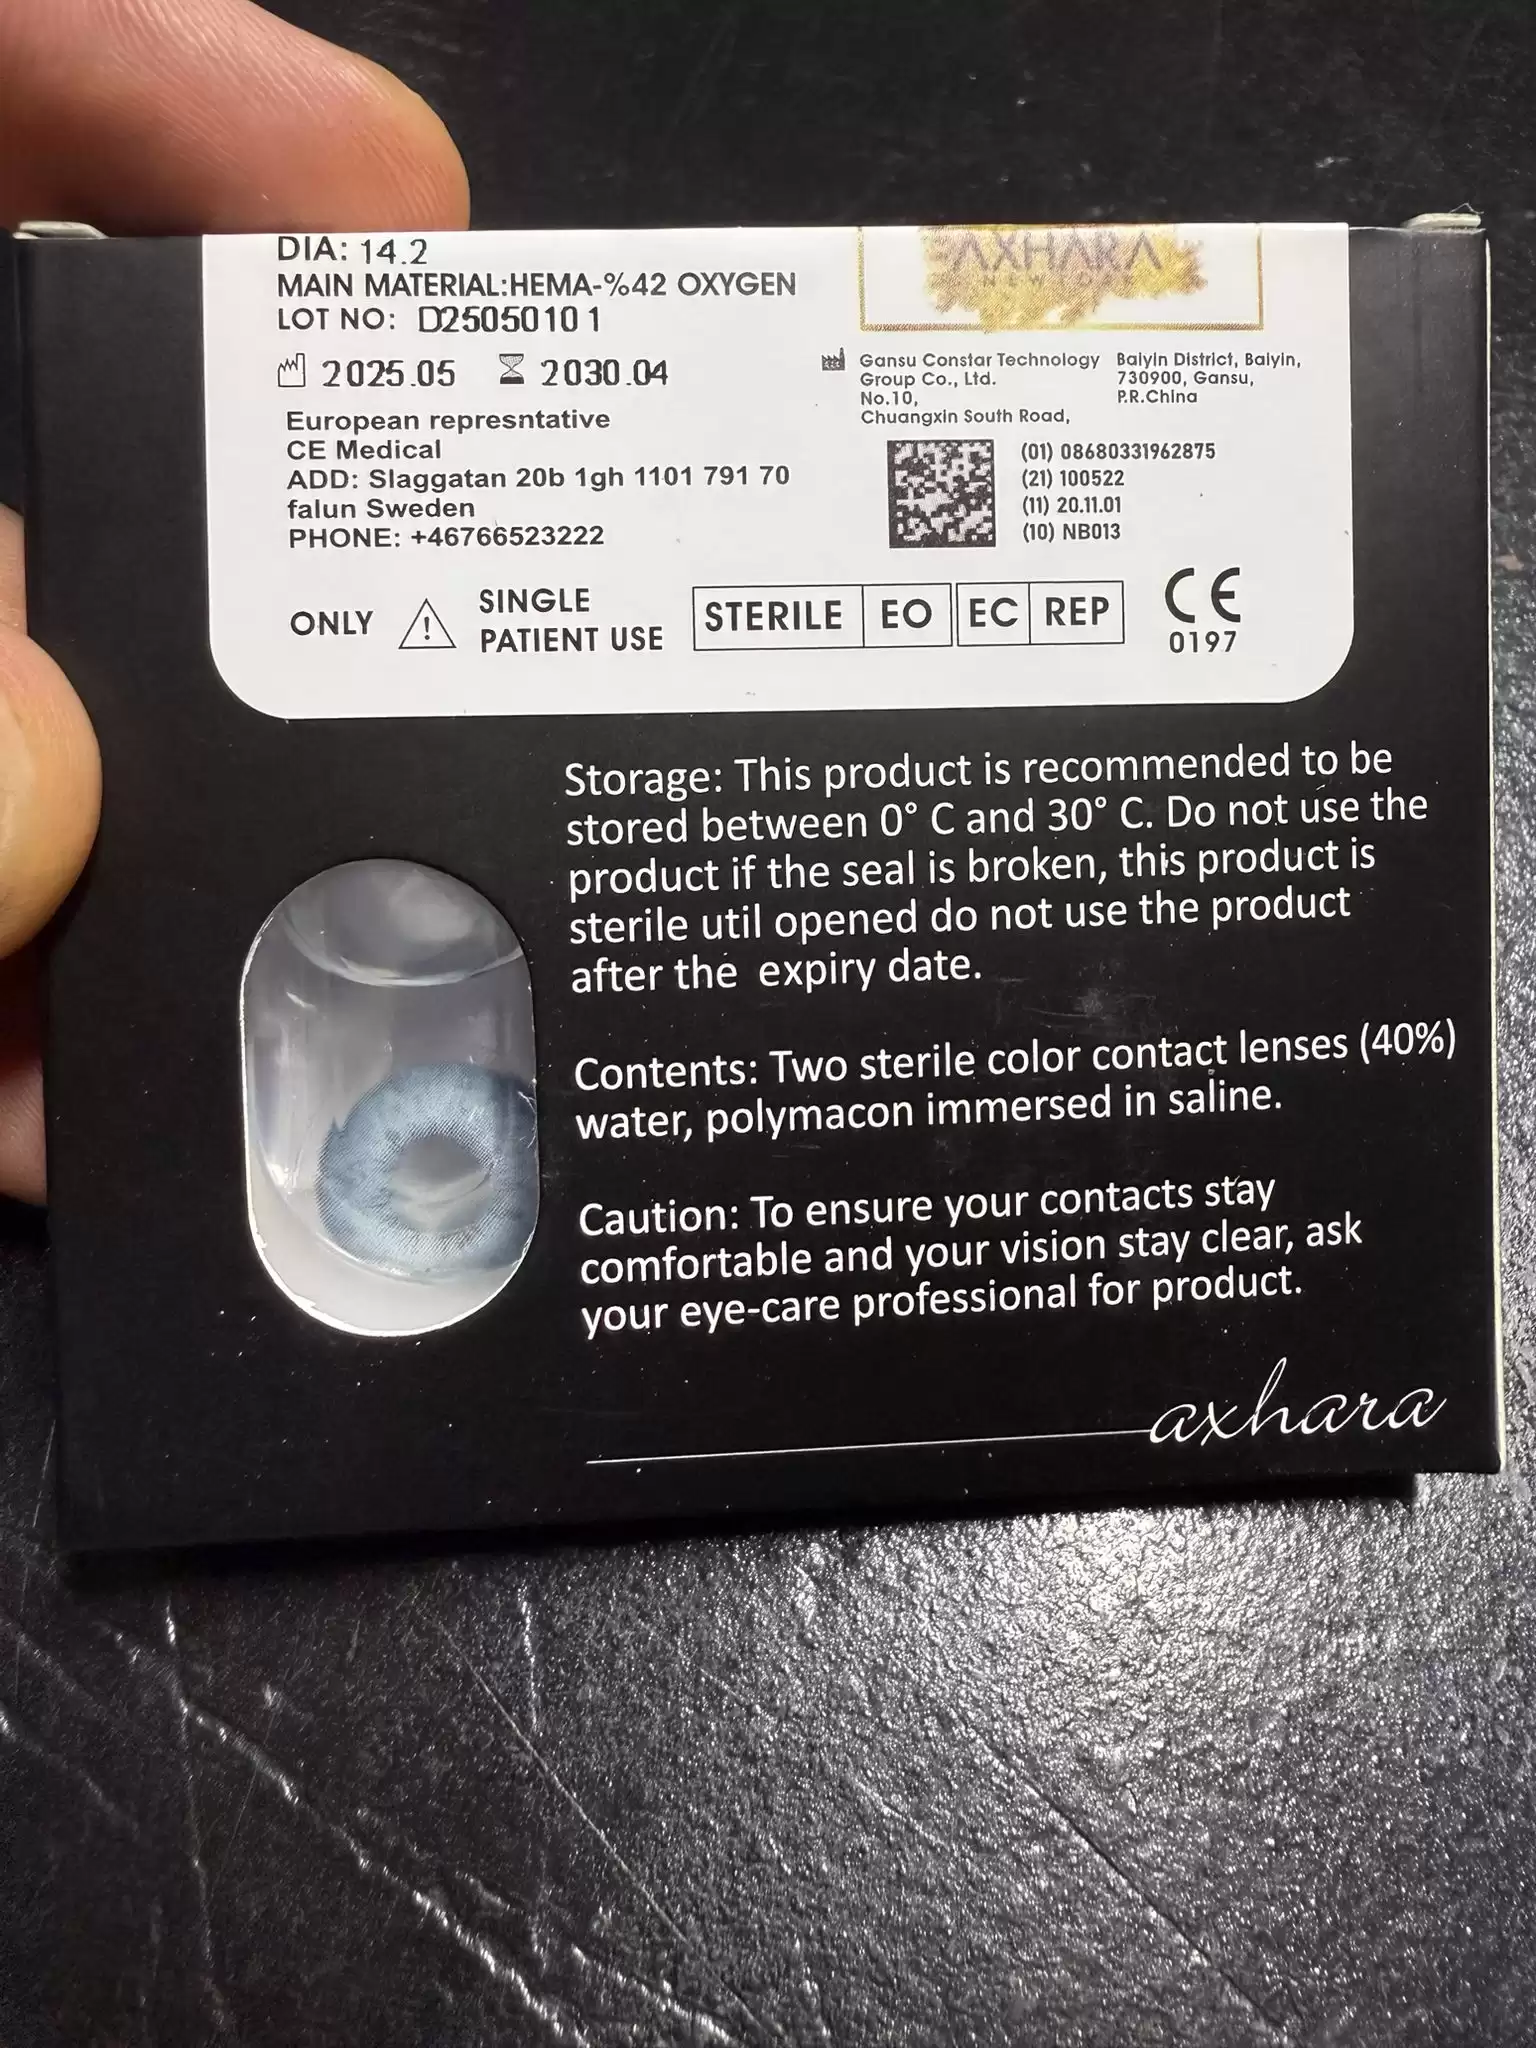 DIA: 14.2
MAIN MATERIAL:HEMA-%42 OXYGEN
LOT NO: D25050101
2025.05 2030.04
European represntative
CE Medical
ADD: Slaggatan 20b 1gh 1101 791 70
falun Sweden
PHONE: +46766523222
AXHARA
NEW
Gansu Constar Technology
Group Co., Ltd.
No.10,
Chuangxin South Road,
Baiyin District, Baiyin,
730900, Gansu,
P.R.China
(01) 08680331962875
(21) 100522
(11) 20.11.01
(10) NB013
ONLY
SINGLE
PATIENT USE
STERILE EO EC REP
CE
0197
Storage: This product is recommended to be
stored between 0° C and 30° C. Do not use the
product if the seal is broken, this product is
sterile util opened do not use the product
after the expiry date.
Contents: Two sterile color contact lenses (40%)
water, polymacon immersed in saline.
Caution: To ensure your contacts stay
comfortable and your vision stay clear, ask
your eye-care professional for product.
axhara